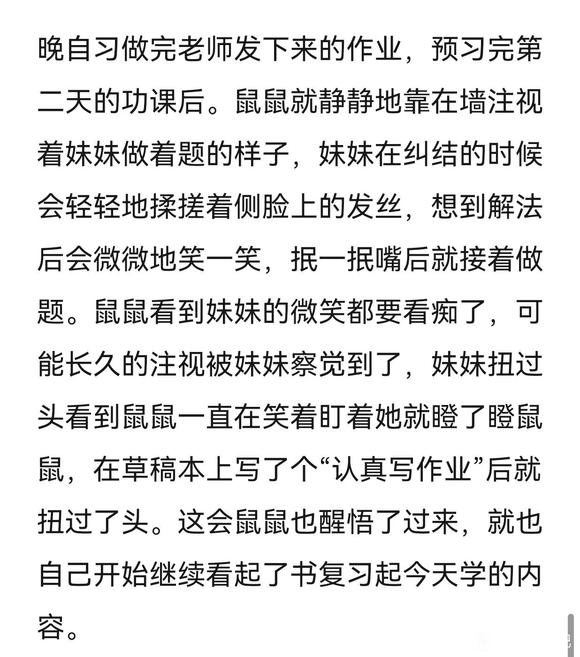 晚自习做完老师发下来的作业，预习完第
二天的功课后。鼠鼠就静静地靠在墙注视
着妹妹做着题的样子，妹妹在纠结的时候
会轻轻地揉搓着侧脸上的发丝，想到解法
后会微微地笑一笑，抿一抿嘴后就接着做
题。鼠鼠看到妹妹的微笑都要看痴了，可
能长久的注视被妹妹察觉到了，妹妹扭过
头看到鼠鼠一直在笑着盯着她就瞪了瞪鼠
鼠，在草稿本上写了个“认真写作业”后就
扭过了头。这会鼠鼠也醒悟了过来，就也
自己开始继续看起了书复习起今天学的内
容。